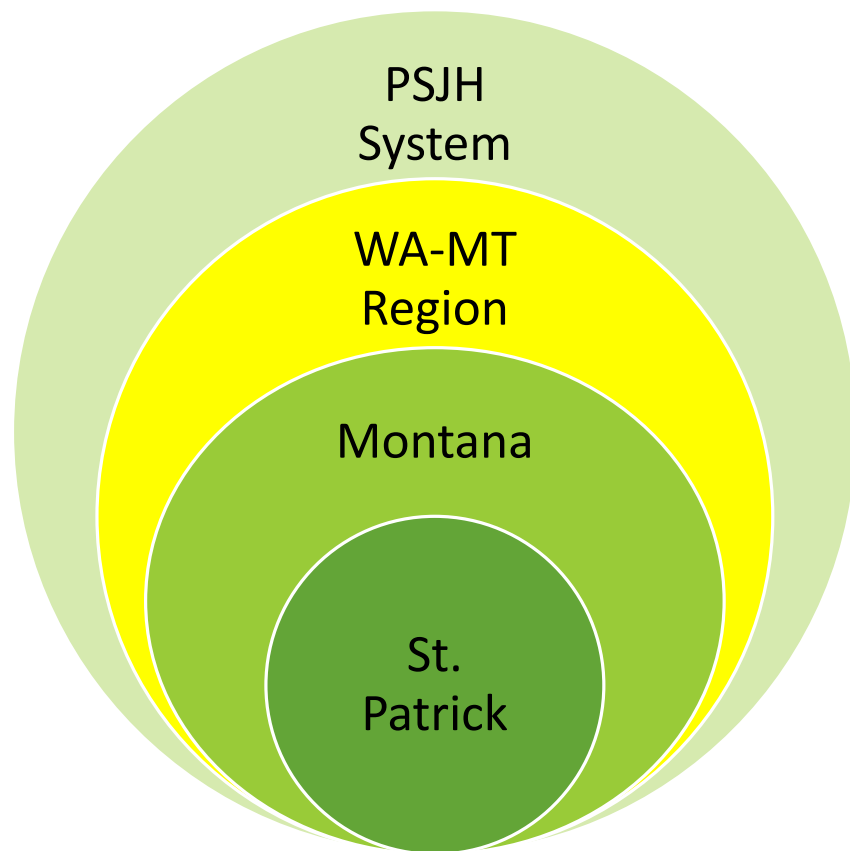 PSJH
System
WA-MT
Region
Montana
St.
Patrick